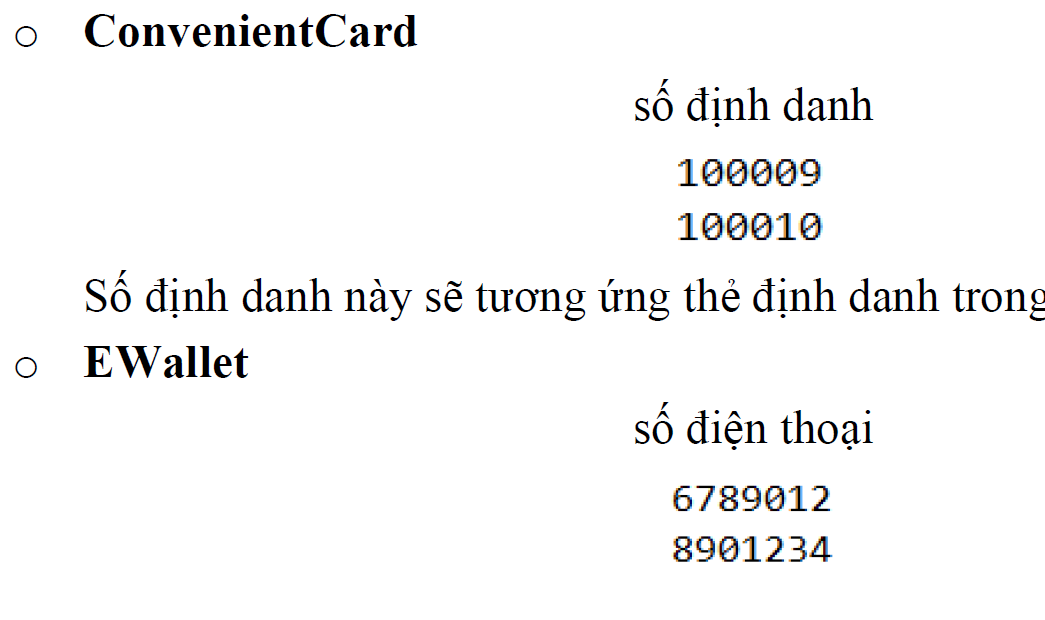 o ConvenientCard
số định danh
100009
100010
Số định danh này sẽ tương ứng thẻ định danh trong
o EWallet
số điện thoại
6789012
8901234